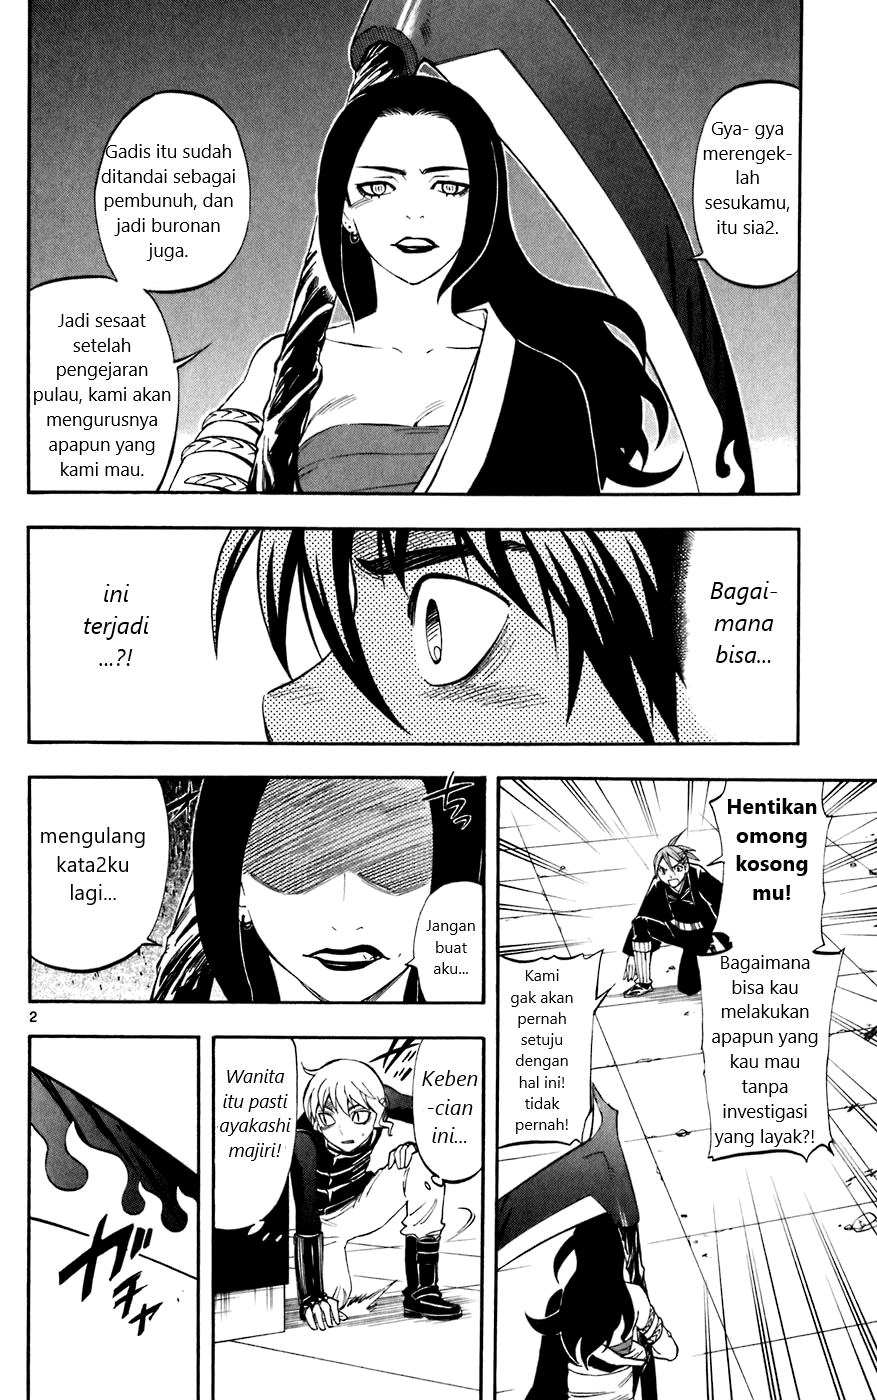 Gya- gya
merengek-
lah
sesukamu,
itu sia2.
Gadis itu sudah
ditandai sebagai
pembunuh, dan
jadi buronan
juga.
Jadi sesaat
setelah
pengejaran
pulau, kami akan
mengurusnya
apapun yang
kami mau.
Bagai-
mana
bisa...
ini
terjadi
...?!
Hentikan
omong
kosong
mu!
Bagaimana
bisa kau
melakukan
apapun yang
kau mau
tanpa
investigasi
yang layak?!
Kami
gak akan
pernah
setuju
dengan
hal ini!
tidak
pernah!
Jangan
buat
aku...
mengulang
kata2ku
lagi...
2
Keben
-cian
ini...
Wanita
itu pasti
ayakashi
majiri!
ガチャ